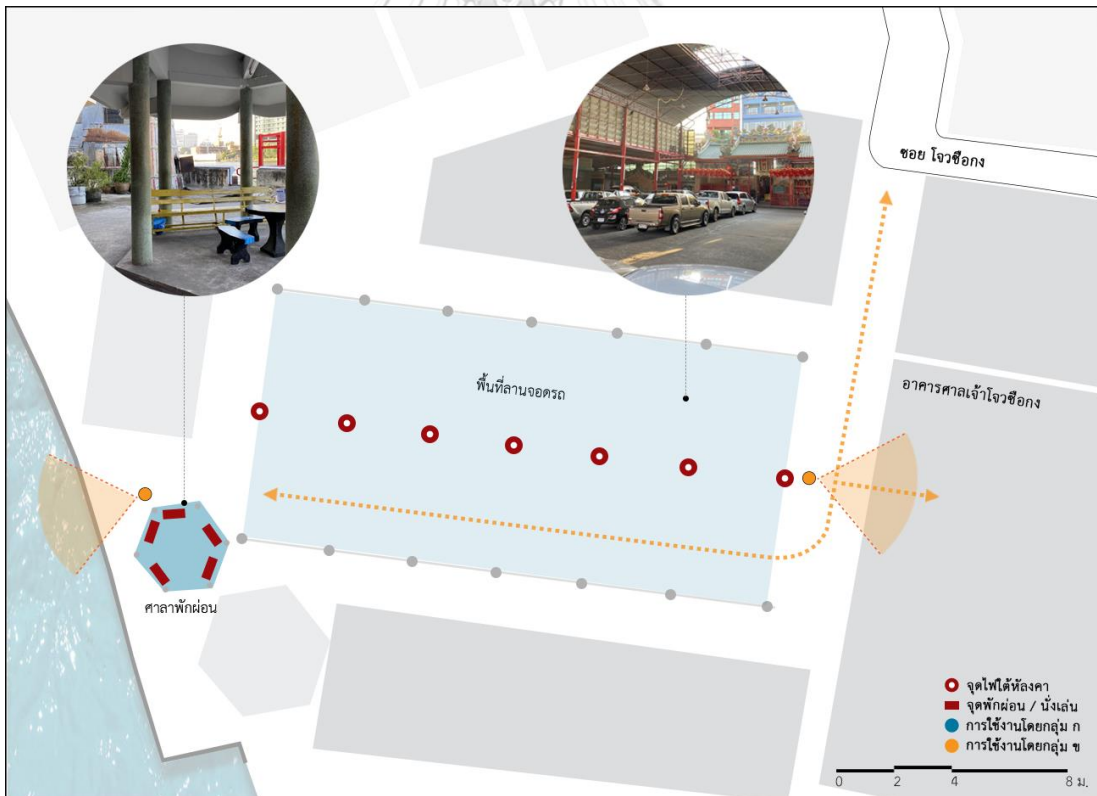 ซอย โจวซือกง
พื้นที่ลานจอดรถ
อาคารศาลเจ้าโจวซือกง
ศาลาพักผ่อน
จุดไฟใต้หลังคา
จุดพักผ่อน / นั่งเล่น
การใช้งานโดยกลุ่ม ก
การใช้งานโดยกลุ่ม ข
0 2 4 8 ม.